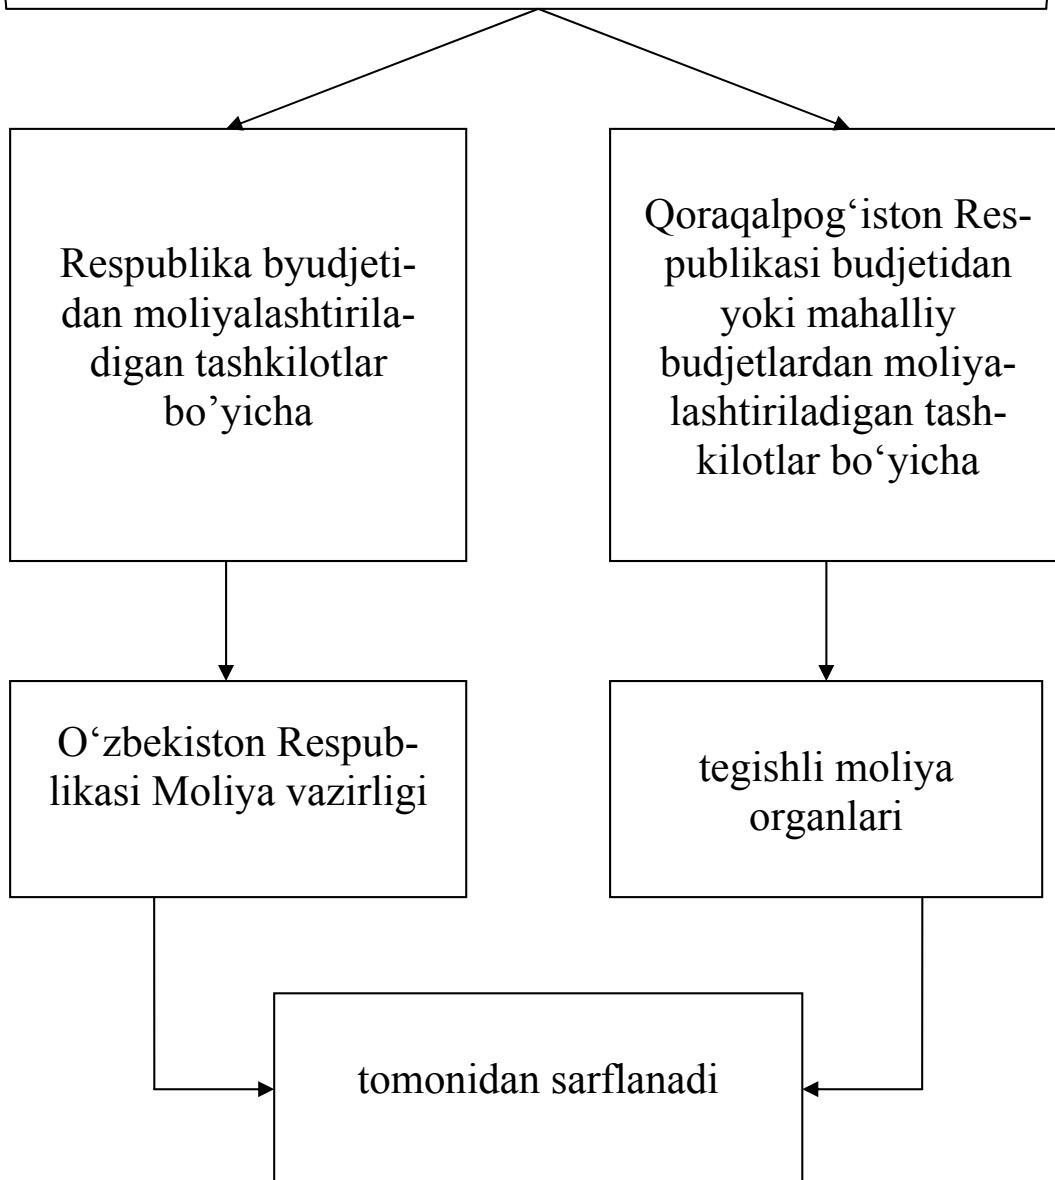 Respublika byudjeti-
dan moliyalashtirila-
digan tashkilotlar
bo’yicha
Qoraqalpog‘iston Res-
publikasi budjetidan
yoki mahalliy
budjetlardan moliya-
lashtiriladigan tash-
kilotlar bo‘yicha
O‘zbekiston Respub-
likasi Moliya vazirligi
tegishli moliya
organlari
tomonidan sarflanadi